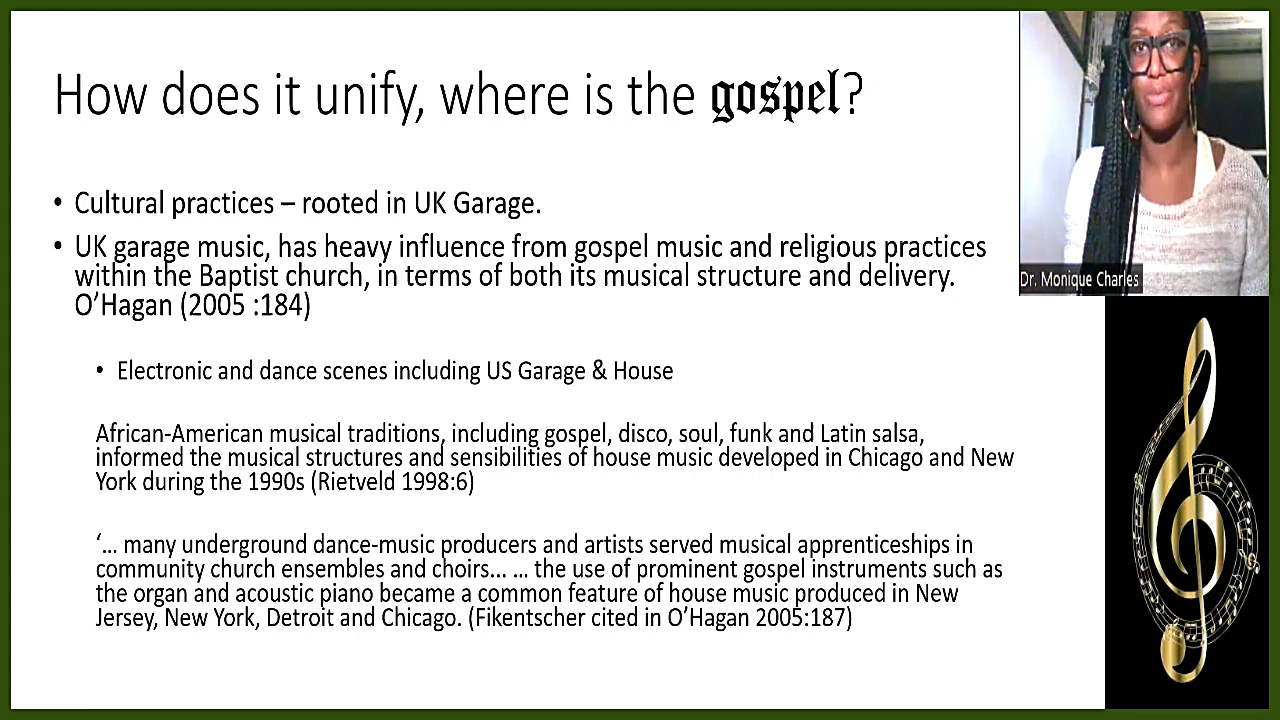 How does it unify, where is the gospel?
• Cultural practices – rooted in UK Garage.
• UK garage music, has heavy influence from gospel music and religious practices
within the Baptist church, in terms of both its musical structure and delivery.
O’Hagan (2005 :184)
• Electronic and dance scenes including US Garage & House
African-American musical traditions, including gospel, disco, soul, funk and Latin salsa,
informed the musical structures and sensibilities of house music developed in Chicago and New
York during the 1990s (Rietveld 1998:6)
‘... many underground dance-music producers and artists served musical apprenticeships in
community church ensembles and choirs... ... the use of prominent gospel instruments such as
the organ and acoustic piano became a common feature of house music produced in New
Jersey, New York, Detroit and Chicago. (Fikentscher cited in O’Hagan 2005:187)
Dr. Monique Charles